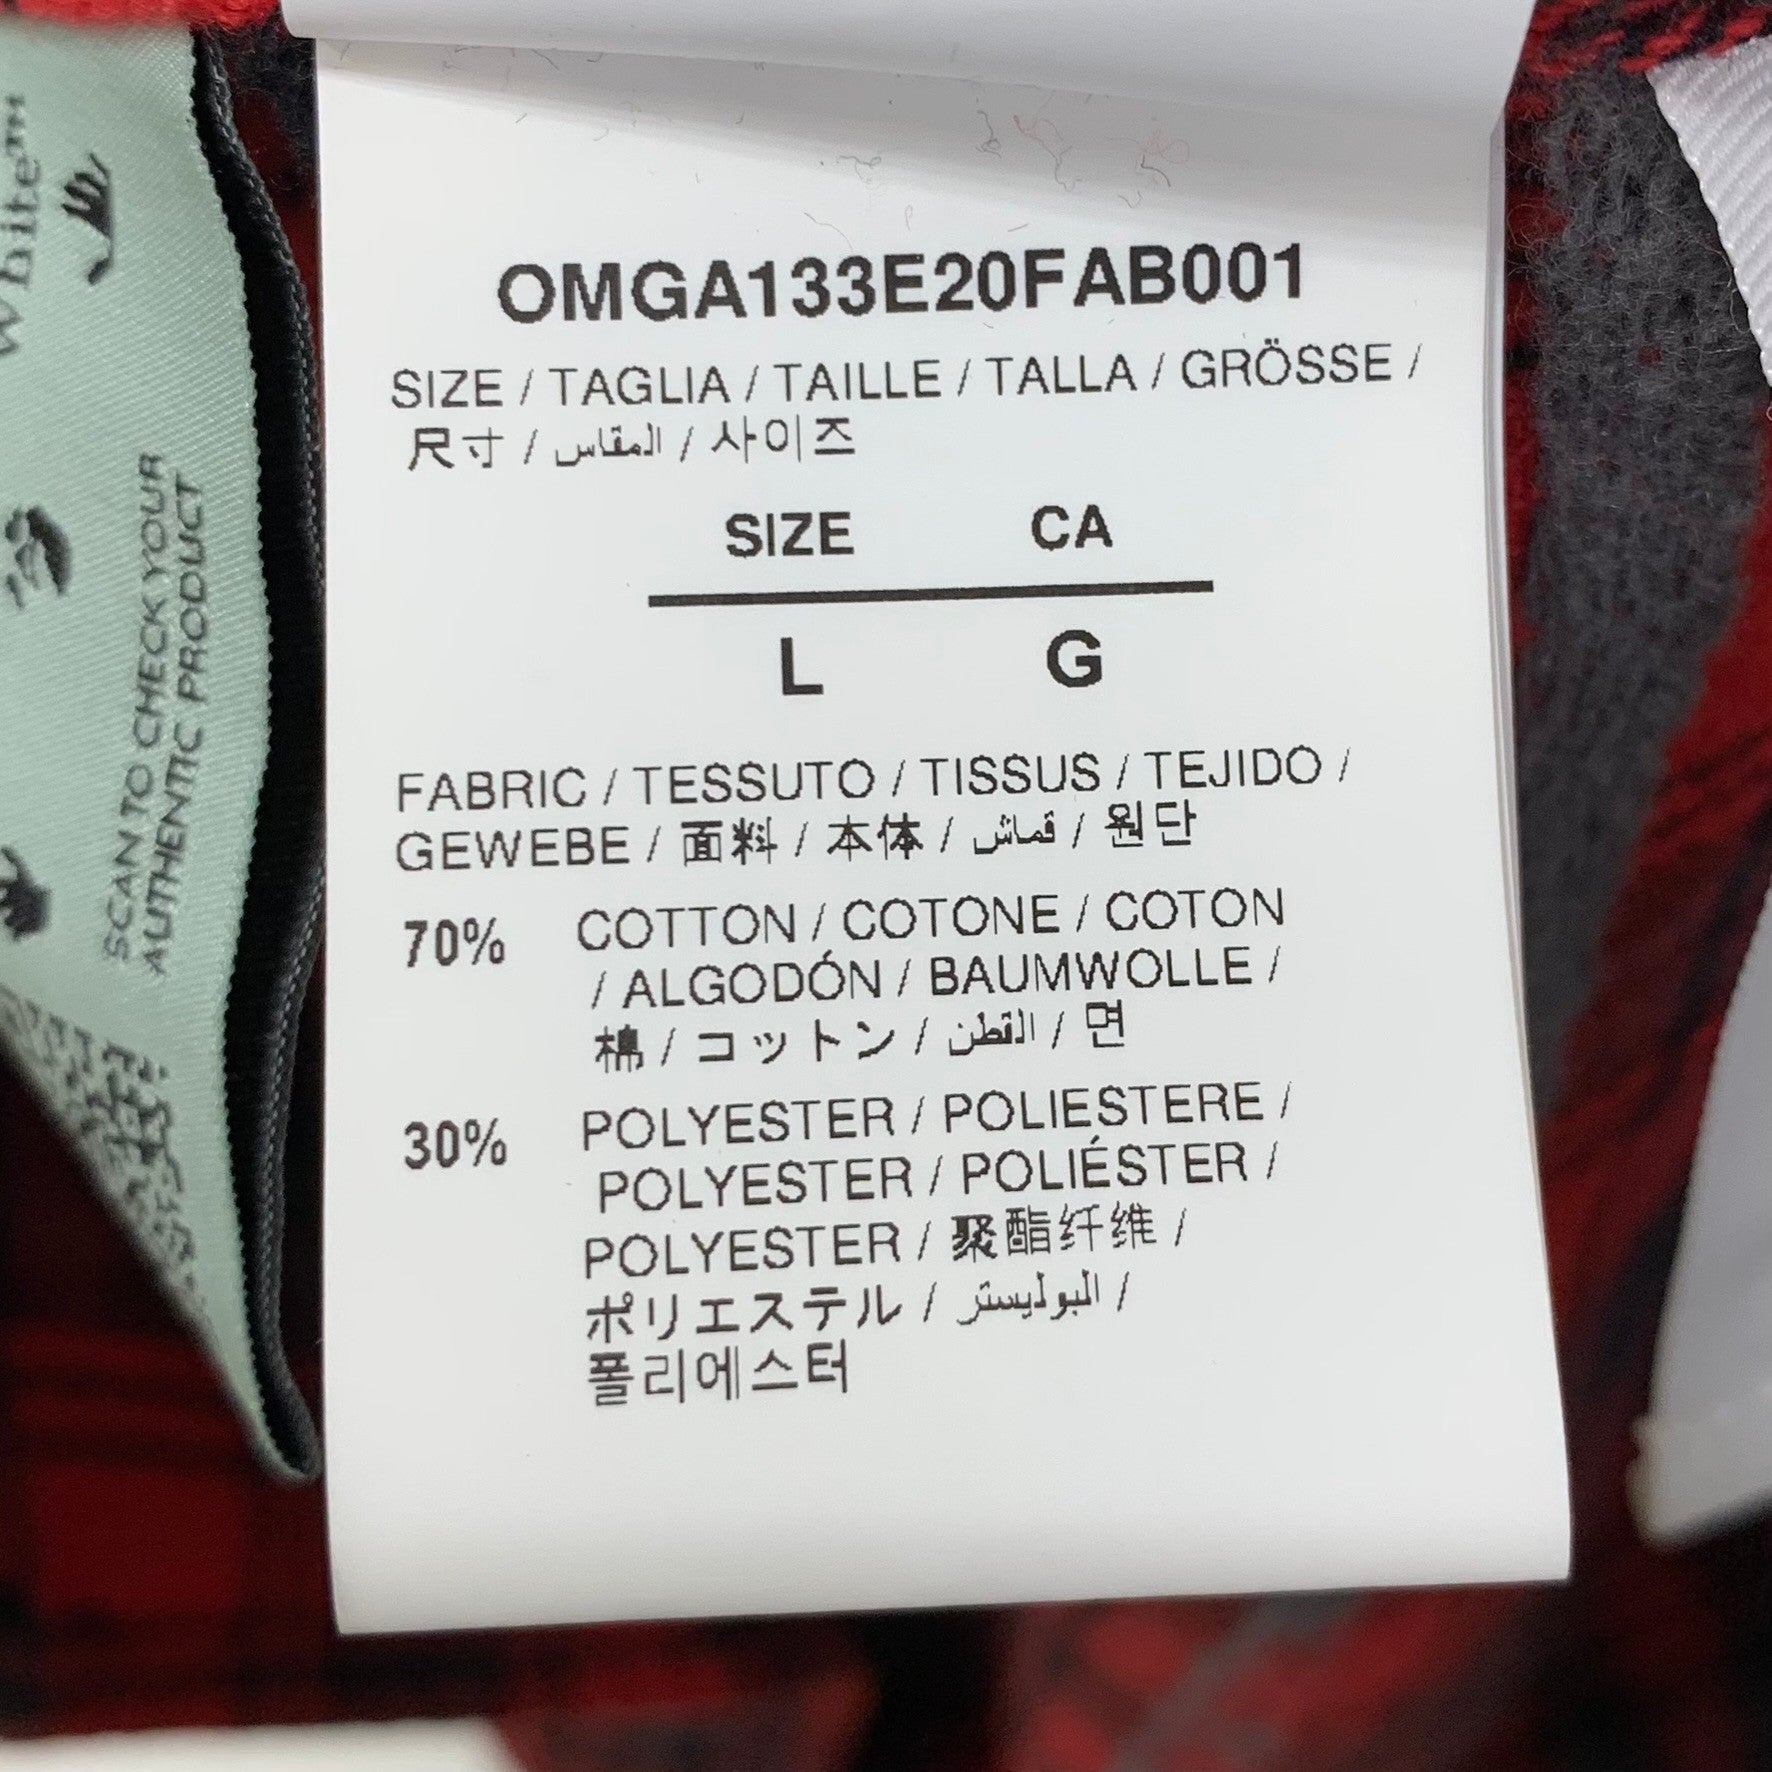 OMGA133E20FAB001
SIZE / TAGLIA / TAILLE / TALLA / GRÖSSE /
尺寸 / المقاس / 사이즈
SIZE CA
L G
FABRIC / TESSUTO / TISSUS / TEJIDO /
GEWEBE / 面料 / 本体 / قماش / 원단
70% COTTON / COTONE / COTON
/ ALGODÓN / BAUMWOLLE /
棉 / コットン / القطن / 면
30% POLYESTER / POLIESTERE /
POLYESTER / POLIÉSTER /
POLYESTER / 聚酯纤维 /
ポリエステル / البوليستر /
폴리에스터
White™
SCAN TO CHECK YOUR
AUTHENTIC PRODUCT